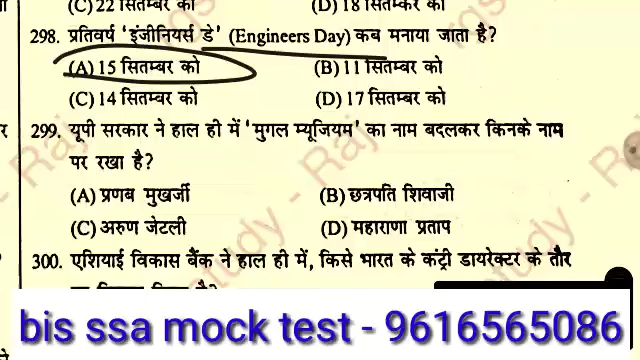 (C) 22 सितम्बर को (D) 18 सितम्कर को
298. प्रतिवर्ष 'इंजीनियर्स डे' (Engineers Day) कब मनाया जाता है?
(A) 15 सितम्बर को (B) 11 सितम्बर को
(C) 14 सितम्बर को (D) 17 सितम्बर को
299. यूपी सरकार ने हाल ही में 'मुगल म्यूजियम' का नाम बदलकर किनके नाम
पर रखा है?
(A) प्रणब मुखर्जी (B) छत्रपति शिवाजी
(C) अरुण जेटली (D) महाराणा प्रताप
300. एशियाई विकास बैंक ने हाल ही में, किसे भारत के कंट्री डायरेक्टर के तौर
bis ssa mock test - 9616565086